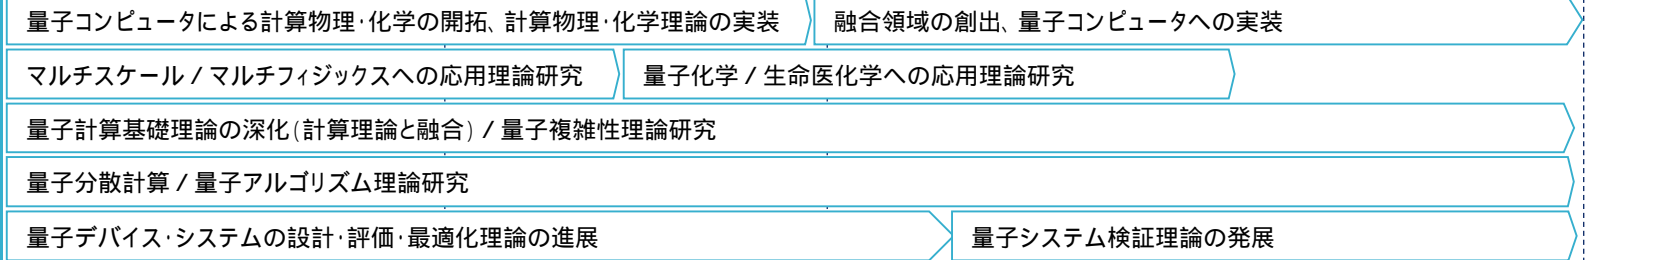 量子コンピュータによる計算物理･化学の開拓、計算物理･化学理論の実装
融合領域の創出、量子コンピュータへの実装
マルチスケール / マルチフィジックスへの応用理論研究
量子化学 / 生命医化学への応用理論研究
量子計算基礎理論の深化(計算理論と融合) / 量子複雑性理論研究
量子分散計算 / 量子アルゴリズム理論研究
量子デバイス･システムの設計･評価･最適化理論の進展
量子システム検証理論の発展